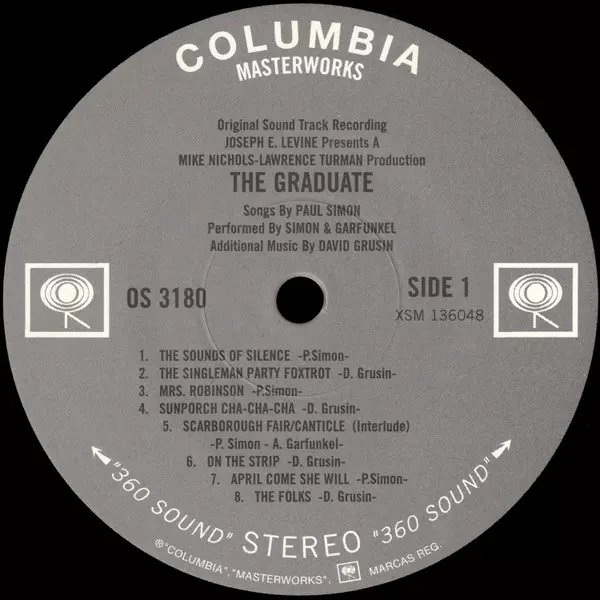 COLUMBIA
MASTERWORKS
Original Sound Track Recording
JOSEPH E. LEVINE Presents A
MIKE NICHOLS-LAWRENCE TURMAN Production
THE GRADUATE
Songs By PAUL SIMON
Performed By SIMON & GARFUNKEL
Additional Music By DAVID GRUSIN
OS 3180
SIDE 1
XSM 136048
1. THE SOUNDS OF SILENCE -P.Simon-
2. THE SINGLEMAN PARTY FOXTROT -D. Grusin-
3. MRS. ROBINSON -P.Simon-
4. SUNPORCH CHA-CHA-CHA -D. Grusin-
5. SCARBOROUGH FAIR/CANTICLE (Interlude)
-P. Simon - A. Garfunkel-
6. ON THE STRIP -D. Grusin-
7. APRIL COME SHE WILL -P.Simon-
8. THE FOLKS -D. Grusin-
"360 SOUND" STEREO "360 SOUND"
®"COLUMBIA", "MASTERWORKS", MARCAS REG.